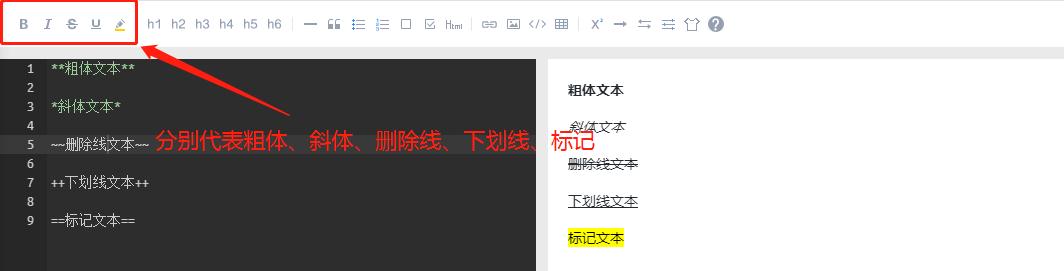 B I S U h1 h2 h3 h4 h5 h6 Html X² ?
1 **粗体文本**
2
3 *斜体文本*
4
5 ~~删除线文本~~
6
7 ++下划线文本++
8
9 ==标记文本==
分别代表粗体、斜体、删除线、下划线、标记
粗体文本
斜体文本
删除线文本
下划线文本
标记文本